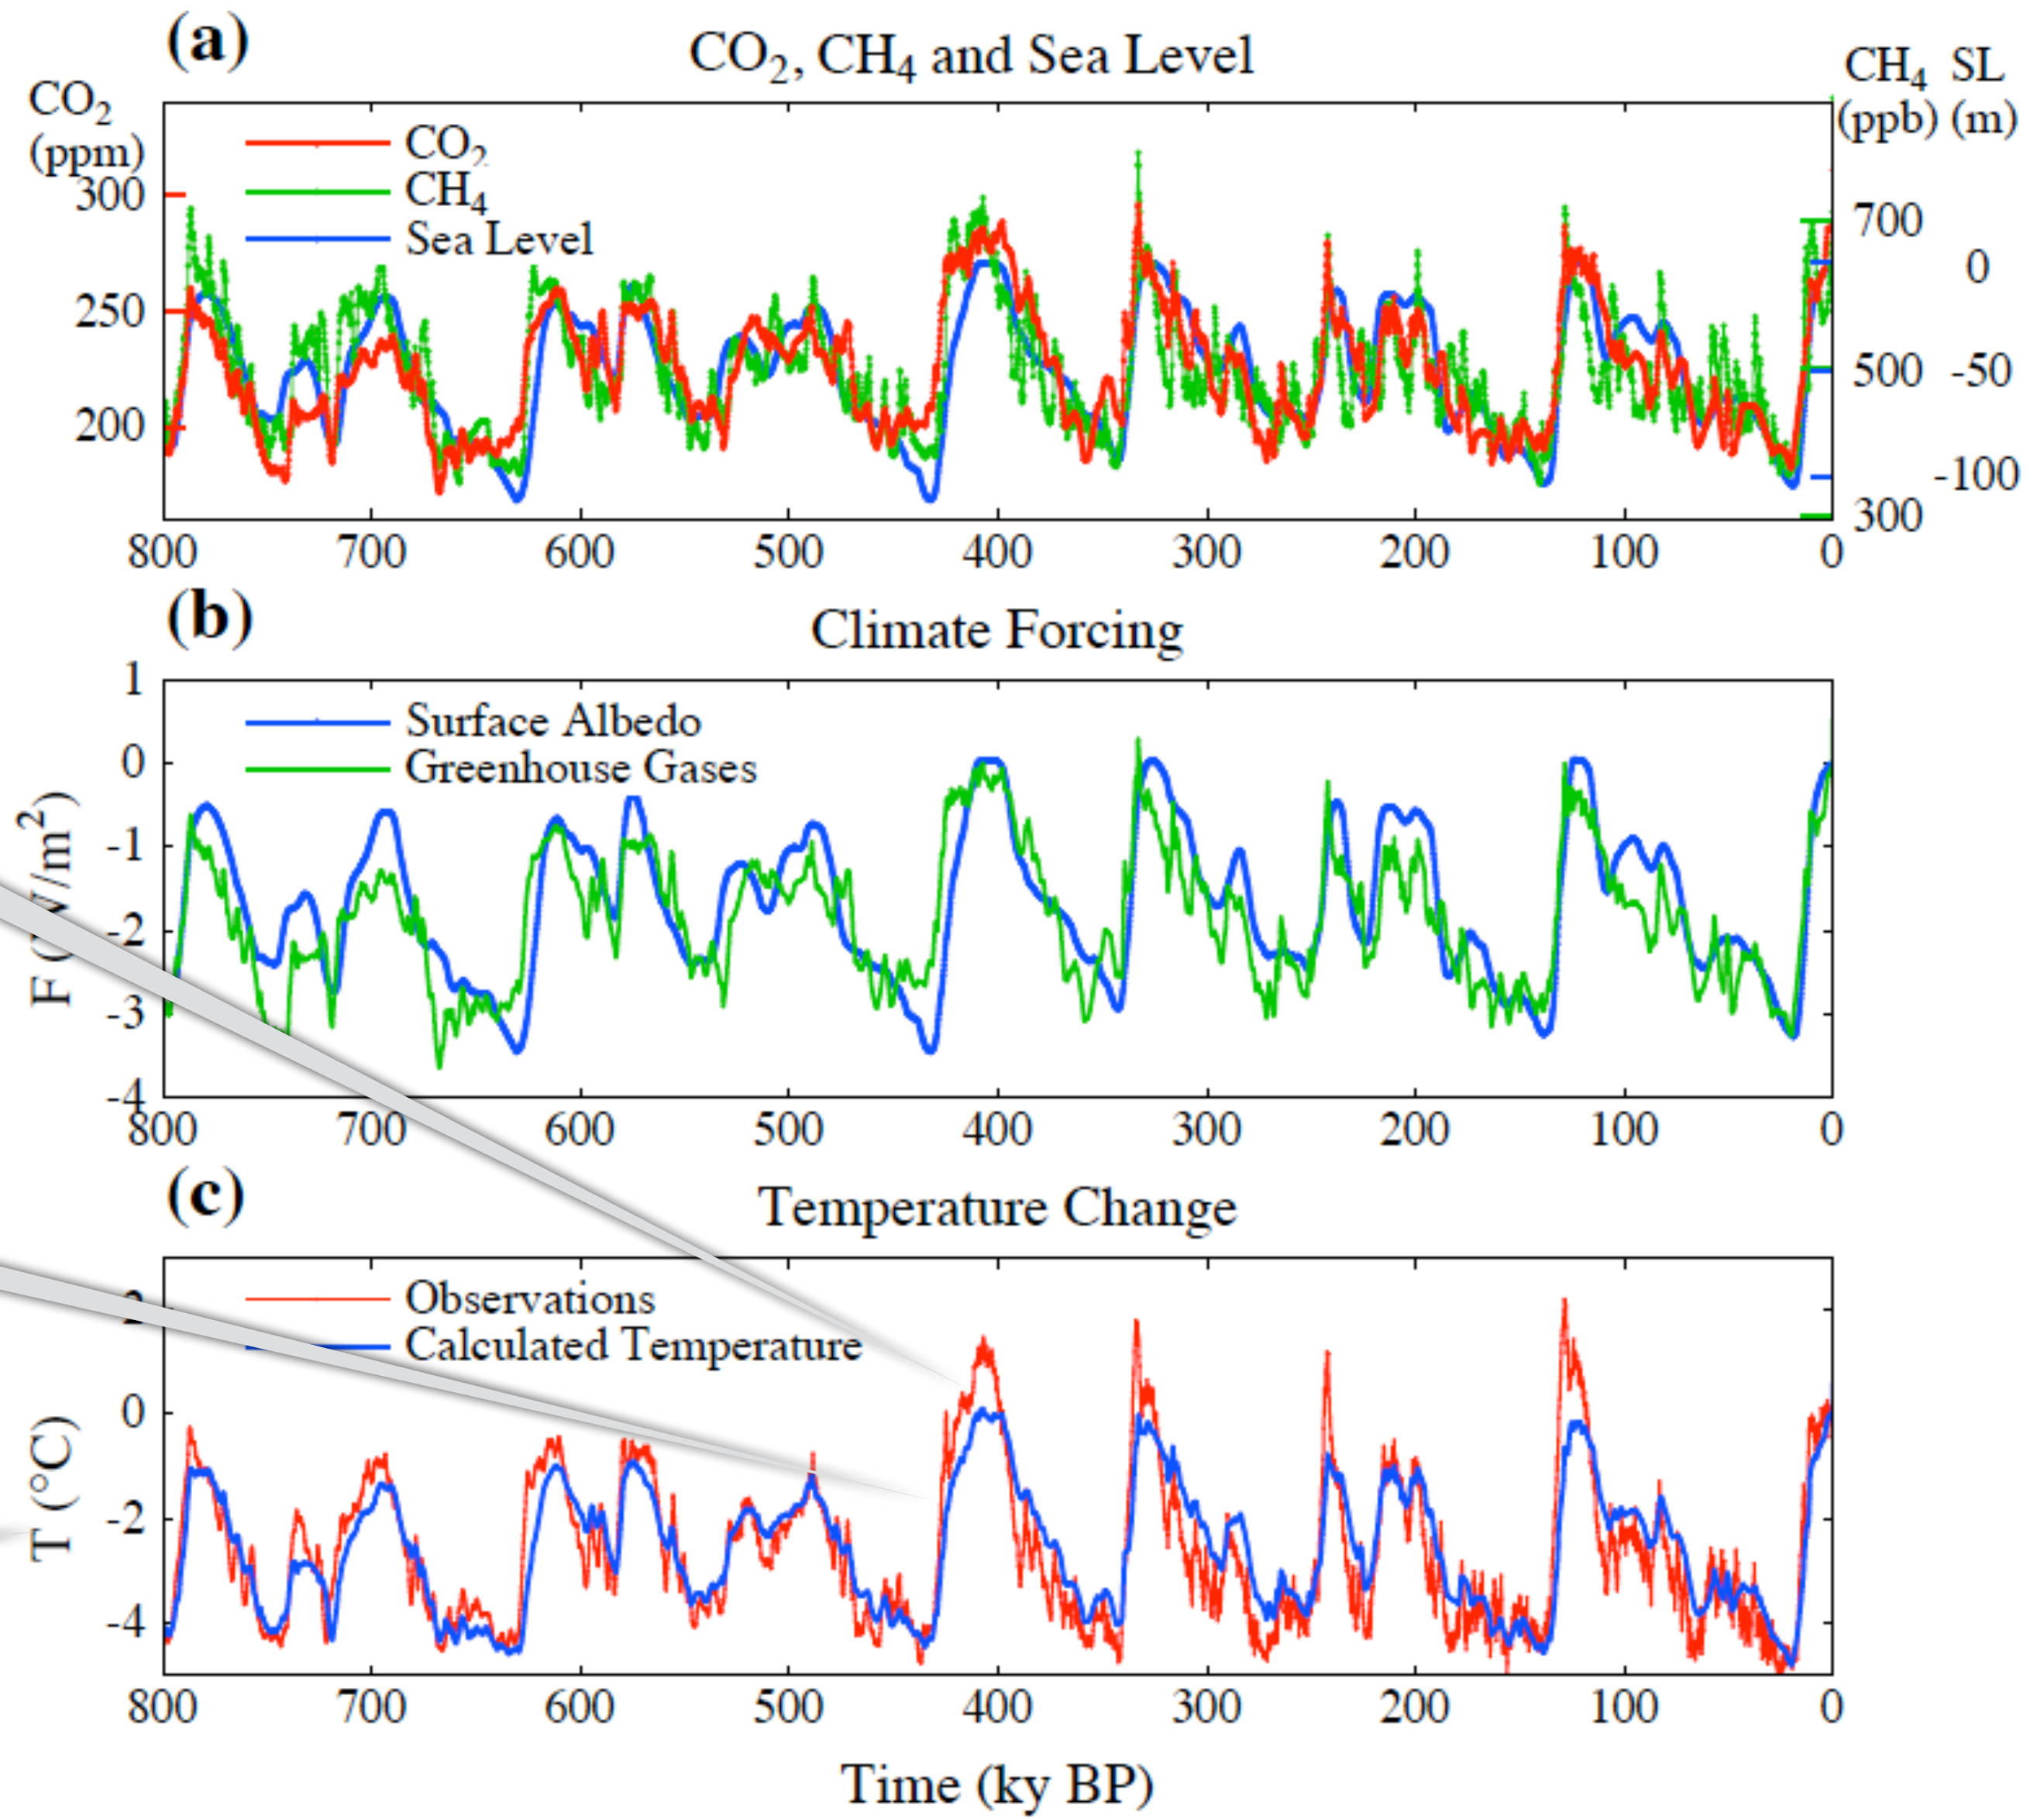 (a)
CO₂, CH₄ and Sea Level
CO₂
(ppm)
CH₄ SL
(ppb) (m)
CO₂
CH₄
Sea Level
300
250
200
700
500
300
0
-50
-100
800 700 600 500 400 300 200 100 0
(b)
Climate Forcing
Surface Albedo
Greenhouse Gases
F (W/m²)
1
0
-1
-2
-3
-4
800 700 600 500 400 300 200 100 0
(c)
Temperature Change
Observations
Calculated Temperature
T (°C)
2
0
-2
-4
800 700 600 500 400 300 200 100 0
Time (ky BP)